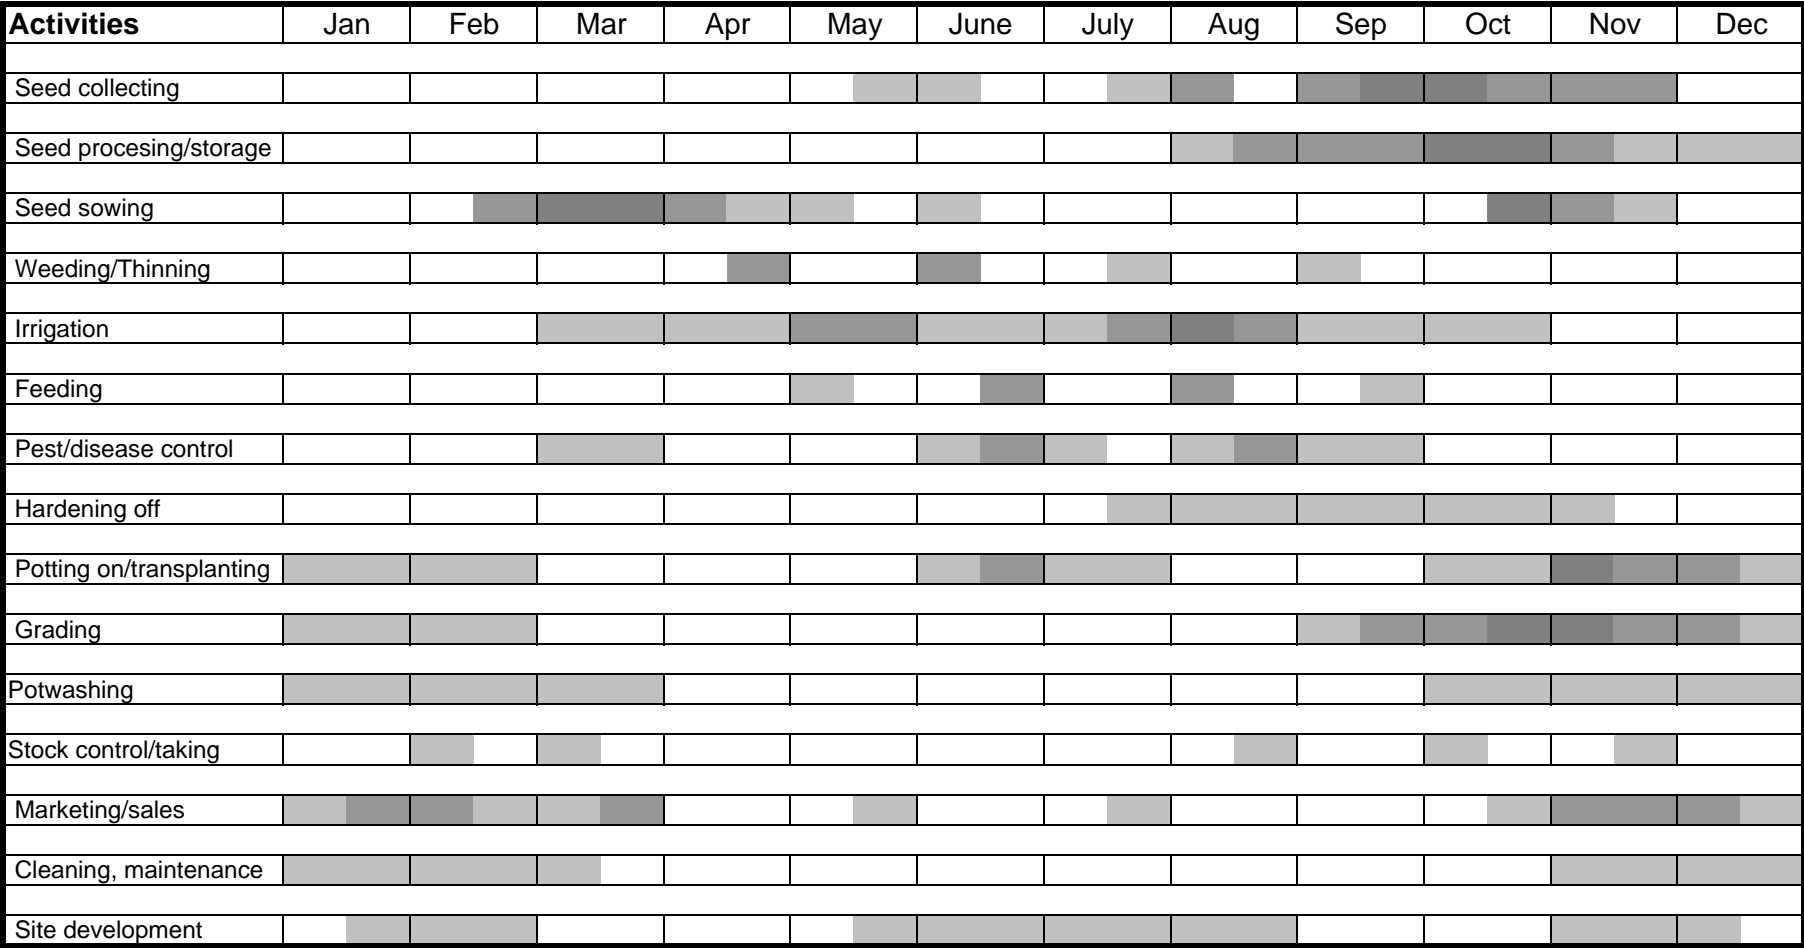 Activities Jan Feb Mar Apr May June July Aug Sep Oct Nov Dec
Seed collecting
Seed procesing/storage
Seed sowing
Weeding/Thinning
Irrigation
Feeding
Pest/disease control
Hardening off
Potting on/transplanting
Grading
Potwashing
Stock control/taking
Marketing/sales
Cleaning, maintenance
Site development